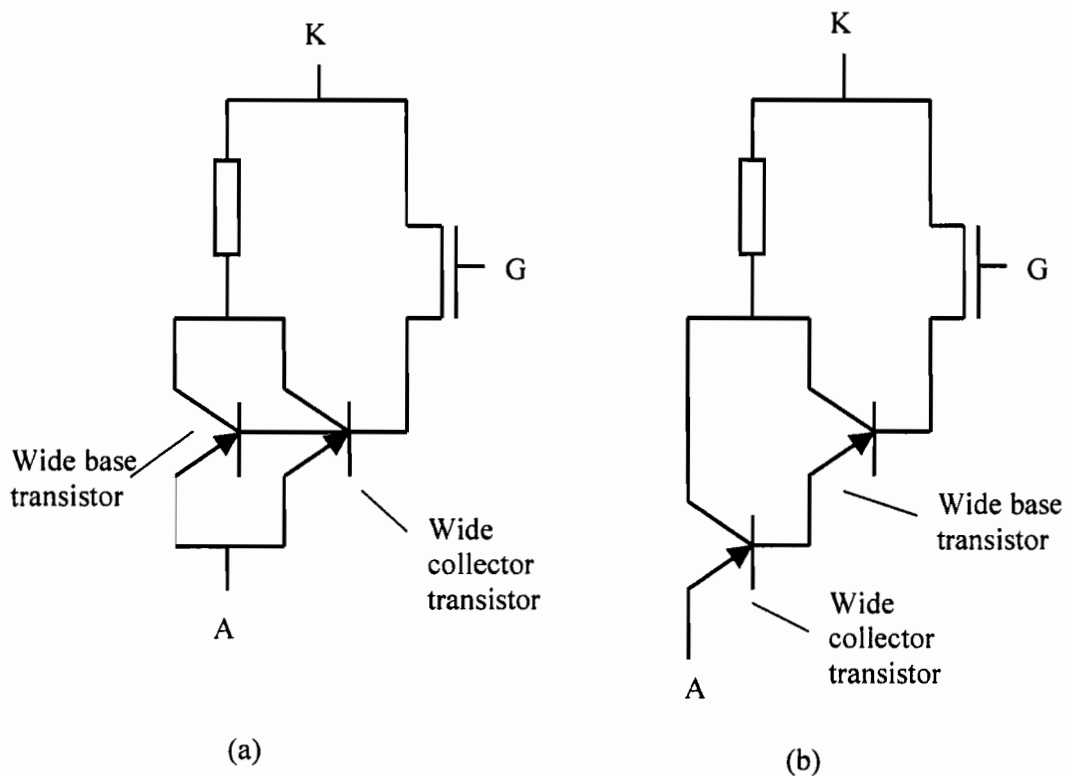 K
G
Wide base
transistor
Wide
collector
transistor
A
(a)
K
G
Wide base
transistor
Wide
collector
transistor
A
(b)